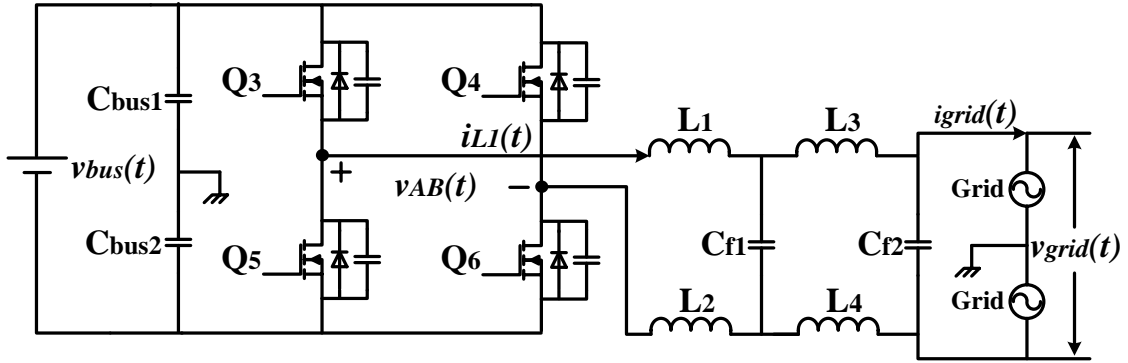 Q3
Q4
Cbus1
L1
L3
igrid(t)
iL1(t)
vbus(t)
+
vAB(t)
−
Grid
Cbus2
Q5
Q6
Cf1
Cf2
vgrid(t)
Grid
L2
L4